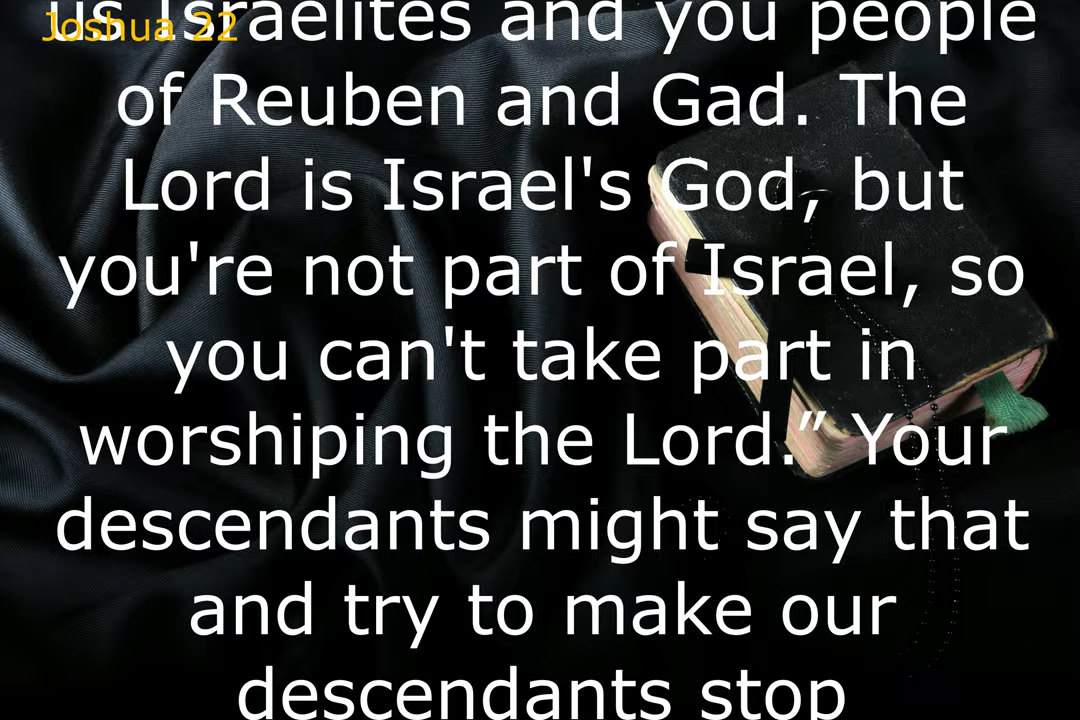 Joshua 22
us Israelites and you people
of Reuben and Gad. The
Lord is Israel's God, but
you're not part of Israel, so
you can't take part in
worshiping the Lord.” Your
descendants might say that
and try to make our
descendants stop